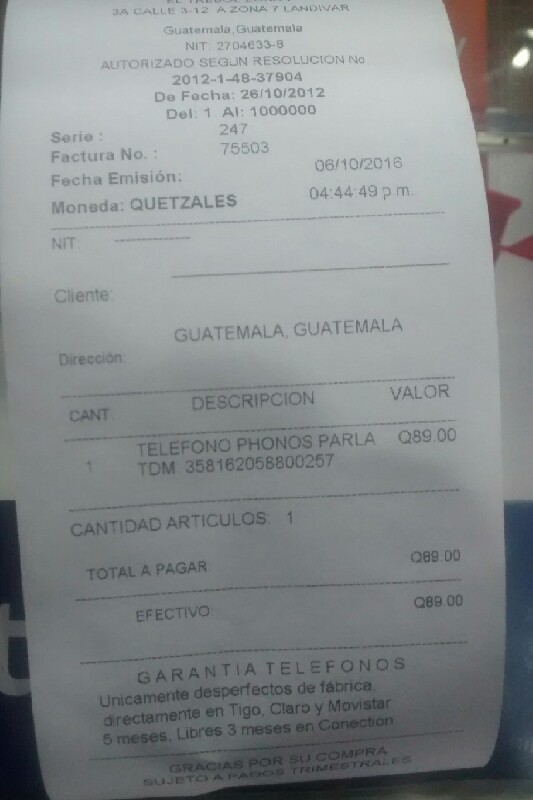 3A CALLE 3-12 A ZONA 7 LANDIVAR
Guatemala, Guatemala
NIT: 2704633-8
AUTORIZADO SEGUN RESOLUCION No
2012-1-48-37904
De Fecha: 26/10/2012
Del: 1 Al: 1000000
Serie : 247
Factura No. : 75503
Fecha Emisión: 06/10/2016
Moneda: QUETZALES 04:44:49 p.m.
NIT: -------------
Cliente:
GUATEMALA, GUATEMALA
Dirección:
CANT DESCRIPCION VALOR
1 TELEFONO PHONOS PARLA Q89.00
TDM 358162058800257
CANTIDAD ARTICULOS: 1
TOTAL A PAGAR Q89.00
EFECTIVO Q89.00
GARANTIA TELEFONOS
Unicamente desperfectos de fábrica,
directamente en Tigo, Claro y Movistar
6 meses, Libres 3 meses en Conection
GRACIAS POR SU COMPRA
SUJETO A PAGOS TRIMESTRALES